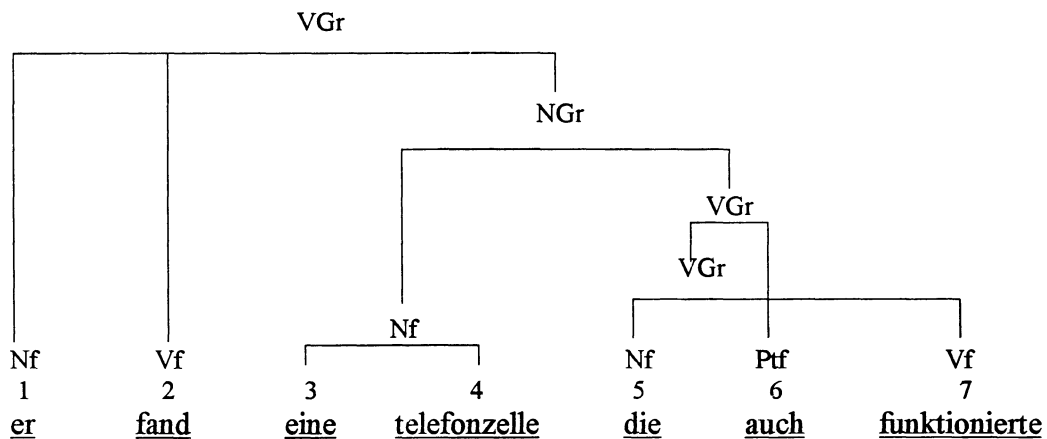 VGr
NGr
VGr
VGr
Nf
Nf Vf Nf Ptf Vf
1 2 3 4 5 6 7
er fand eine telefonzelle die auch funktionierte